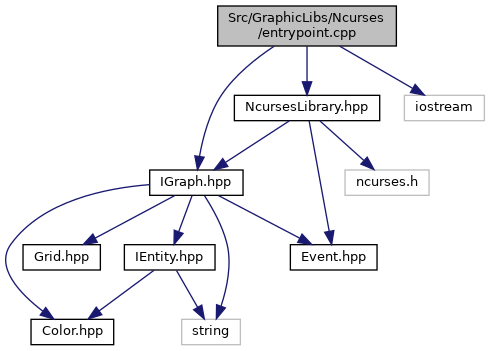 Src/GraphicLibs/Ncurses
/entrypoint.cpp
NcursesLibrary.hpp
iostream
IGraph.hpp
ncurses.h
Grid.hpp
IEntity.hpp
Event.hpp
Color.hpp
string